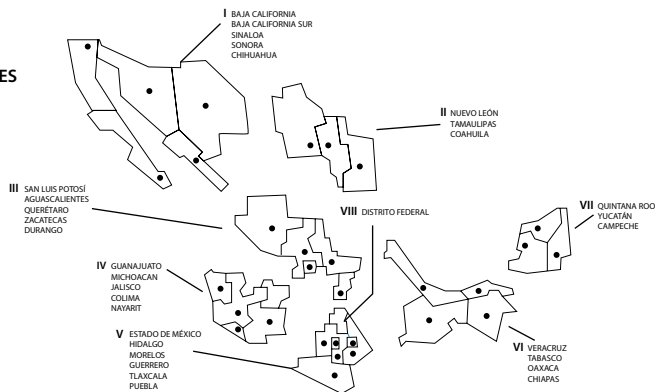 ES
I BAJA CALIFORNIA
BAJA CALIFORNIA SUR
SINALOA
SONORA
CHIHUAHUA
II NUEVO LEÓN
TAMAULIPAS
COAHUILA
III SAN LUIS POTOSÍ
AGUASCALIENTES
QUERÉTARO
ZACATECAS
DURANGO
VIII DISTRITO FEDERAL
VII QUINTANA ROO
YUCATÁN
CAMPECHE
IV GUANAJUATO
MICHOACAN
JALISCO
COLIMA
NAYARIT
V ESTADO DE MÉXICO
HIDALGO
MORELOS
GUERRERO
TLAXCALA
PUEBLA
VI VERACRUZ
TABASCO
OAXACA
CHIAPAS